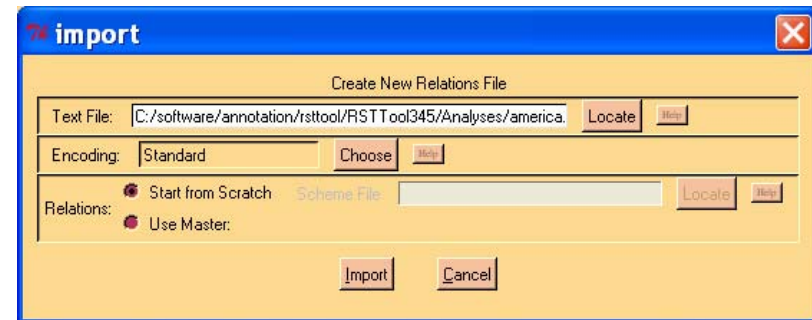 import
Create New Relations File
Text File: C:/software/annotation/rsttool/RSTTool345/Analyses/america. Locate Help
Encoding: Standard Choose Help
Relations: Start from Scratch Scheme File Locate Help
Use Master:
Import Cancel